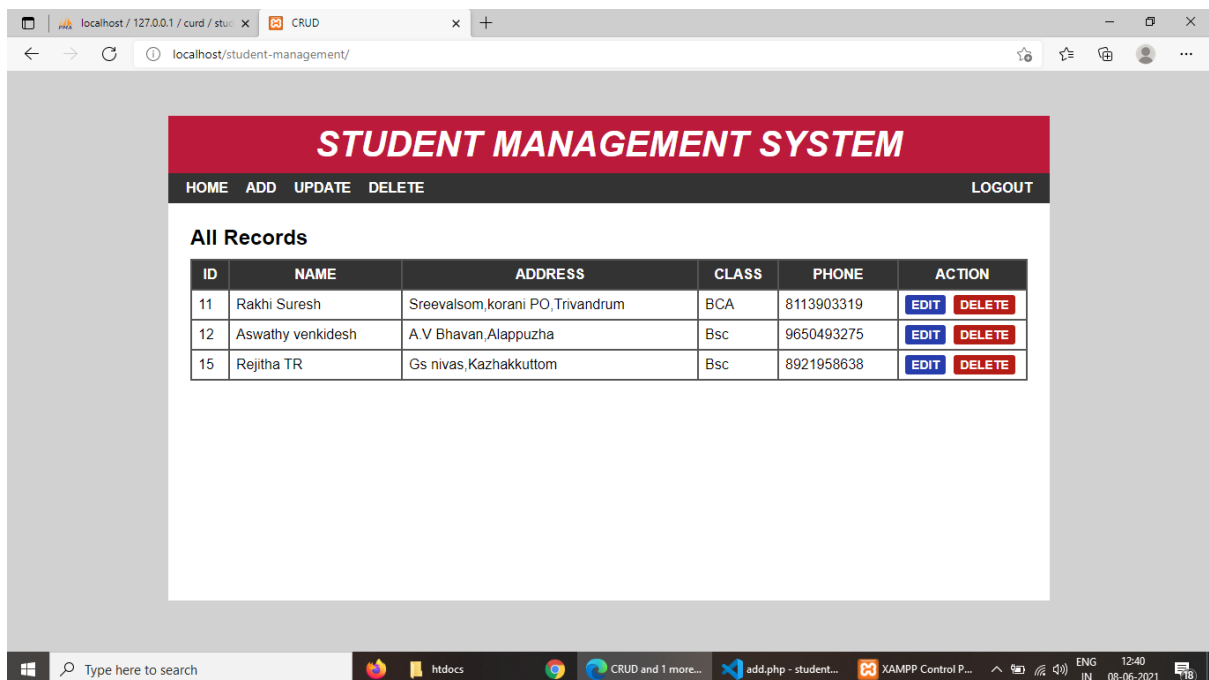 localhost / 127.0.0.1 / curd / stud CRUD
localhost/student-management/
STUDENT MANAGEMENT SYSTEM
HOME ADD UPDATE DELETE LOGOUT
All Records
ID NAME ADDRESS CLASS PHONE ACTION
11 Rakhi Suresh Sreevalsom,korani PO,Trivandrum BCA 8113903319 EDIT DELETE
12 Aswathy venkidesh A.V Bhavan,Alappuzha Bsc 9650493275 EDIT DELETE
15 Rejitha TR Gs nivas,Kazhakkuttom Bsc 8921958638 EDIT DELETE
Type here to search htdocs CRUD and 1 more... add.php - student... XAMPP Control P... ENG 12:40
IN 08-06-2021 18